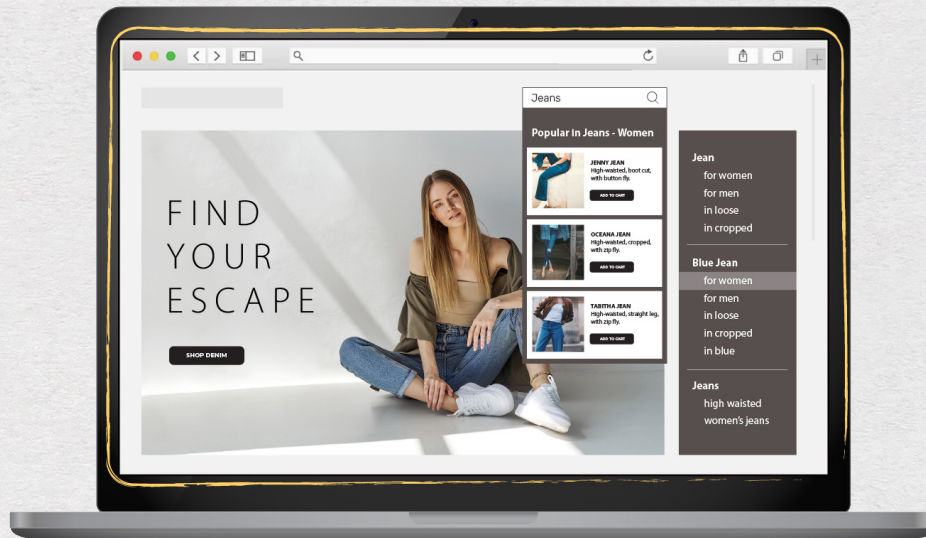 Jeans
Popular in Jeans - Women
JENNY JEAN
High-waisted, boot cut,
with button fly.
ADD TO CART
OCEANA JEAN
High-waisted, cropped,
with zip fly.
ADD TO CART
TABITHA JEAN
High-waisted, straight leg,
with zip fly.
ADD TO CART
FIND
YOUR
ESCAPE
SHOP DENIM
Jean
for women
for men
in loose
in cropped
Blue Jean
for women
for men
in loose
in cropped
in blue
Jeans
high waisted
women's jeans